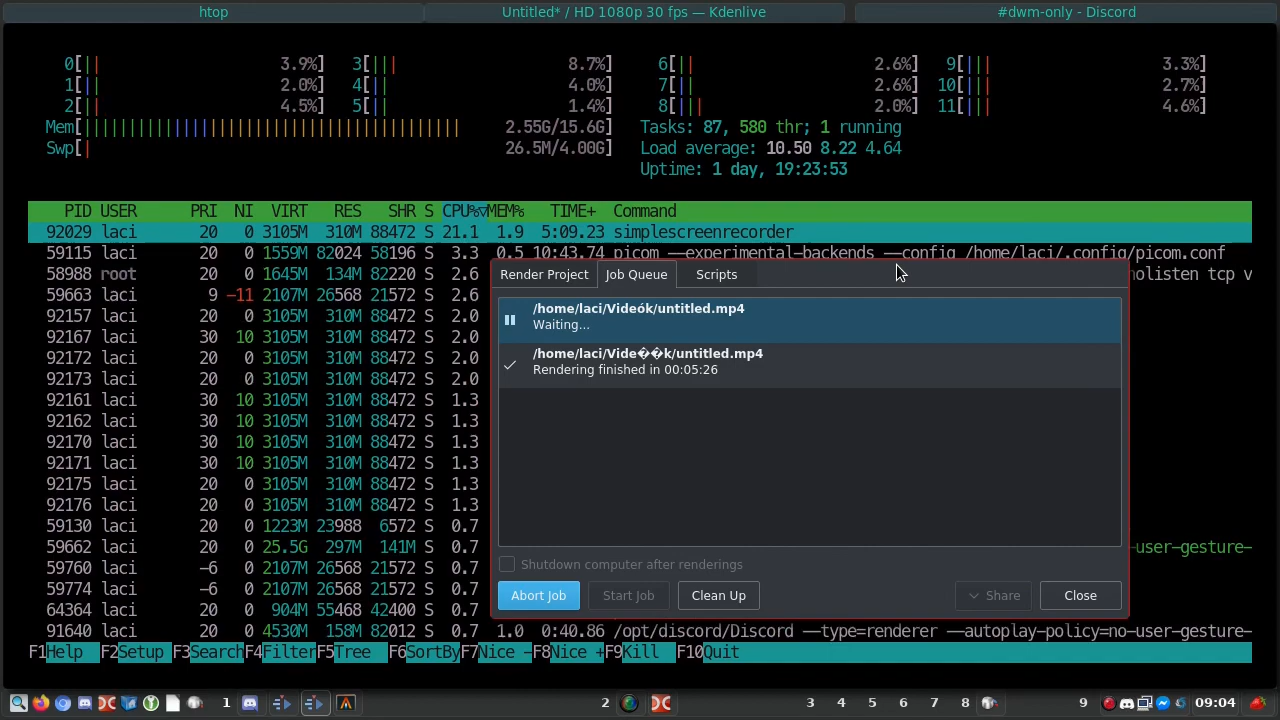 htop
Untitled* / HD 1080p 30 fps — Kdenlive
#dwm-only - Discord
0[|| 3.9%] 3[||| 8.7%] 6[|| 2.6%] 9[||| 3.3%]
1[|| 2.0%] 4[|| 4.0%] 7[|| 2.6%] 10[||| 2.7%]
2[|| 4.5%] 5[|| 1.4%] 8[||| 2.0%] 11[||| 4.6%]
Mem[||||||||||||||||||||||||||||||||||||||||||| 2.55G/15.6G] Tasks: 87, 580 thr; 1 running
Swp[| 26.5M/4.00G] Load average: 10.50 8.22 4.64
Uptime: 1 day, 19:23:53
PID USER PRI NI VIRT RES SHR S CPU%▽MEM% TIME+ Command
92029 laci 20 0 3105M 310M 88472 S 21.1 1.9 5:09.23 simplescreenrecorder
59115 laci 20 0 1559M 82024 58196 S 3.3 0.5 10:43.74 picom --experimental-backends --config /home/laci/.config/picom.conf
58988 root 20 0 1645M 134M 82220 S 2.6 nolisten tcp v
59663 laci 9 -11 2107M 26568 21572 S 2.6
92157 laci 20 0 3105M 310M 88472 S 2.0
92167 laci 30 10 3105M 310M 88472 S 2.0
92172 laci 20 0 3105M 310M 88472 S 2.0
92173 laci 20 0 3105M 310M 88472 S 2.0
92161 laci 30 10 3105M 310M 88472 S 1.3
92162 laci 30 10 3105M 310M 88472 S 1.3
92170 laci 30 10 3105M 310M 88472 S 1.3
92171 laci 30 10 3105M 310M 88472 S 1.3
92175 laci 20 0 3105M 310M 88472 S 1.3
92176 laci 20 0 3105M 310M 88472 S 1.3
59130 laci 20 0 1223M 23988 6572 S 0.7
59662 laci 20 0 25.5G 297M 141M S 0.7 -user-gesture-
59760 laci -6 0 2107M 26568 21572 S 0.7
59774 laci -6 0 2107M 26568 21572 S 0.7
64364 laci 20 0 904M 55468 42400 S 0.7
91640 laci 20 0 4530M 158M 82012 S 0.7 1.0 0:40.86 /opt/discord/Discord --type=renderer --autoplay-policy=no-user-gesture-
F1Help F2Setup F3SearchF4FilterF5Tree F6SortByF7Nice -F8Nice +F9Kill F10Quit
Render Project Job Queue Scripts
/home/laci/Videók/untitled.mp4
Waiting...
/home/laci/Vide��k/untitled.mp4
Rendering finished in 00:05:26
Shutdown computer after renderings
Abort Job Start Job Clean Up Share Close
1 2 3 4 5 6 7 8 9 09:04